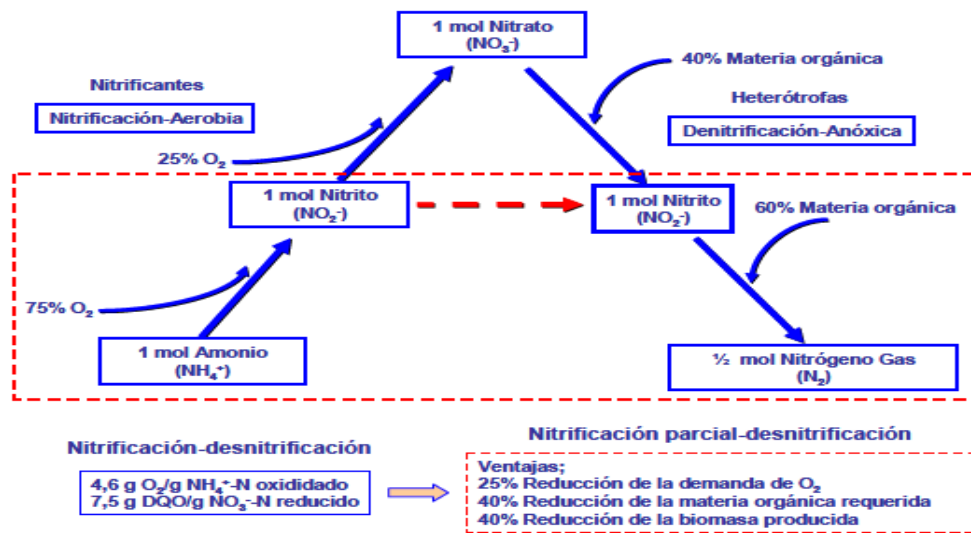 1 mol Nitrato
(NO₃⁻)
40% Materia orgánica
Nitrificantes
Nitrificación-Aerobia
Heterótrofas
Denitrificación-Anóxica
25% O₂
1 mol Nitrito
(NO₂⁻)
1 mol Nitrito
(NO₂⁻)
60% Materia orgánica
75% O₂
1 mol Amonio
(NH₄⁺)
½ mol Nitrógeno Gas
(N₂)
Nitrificación-desnitrificación
4,6 g O₂/g NH₄⁺-N oxididado
7,5 g DQO/g NO₃⁻-N reducido
Nitrificación parcial-desnitrificación
Ventajas;
25% Reducción de la demanda de O₂
40% Reducción de la materia orgánica requerida
40% Reducción de la biomasa producida